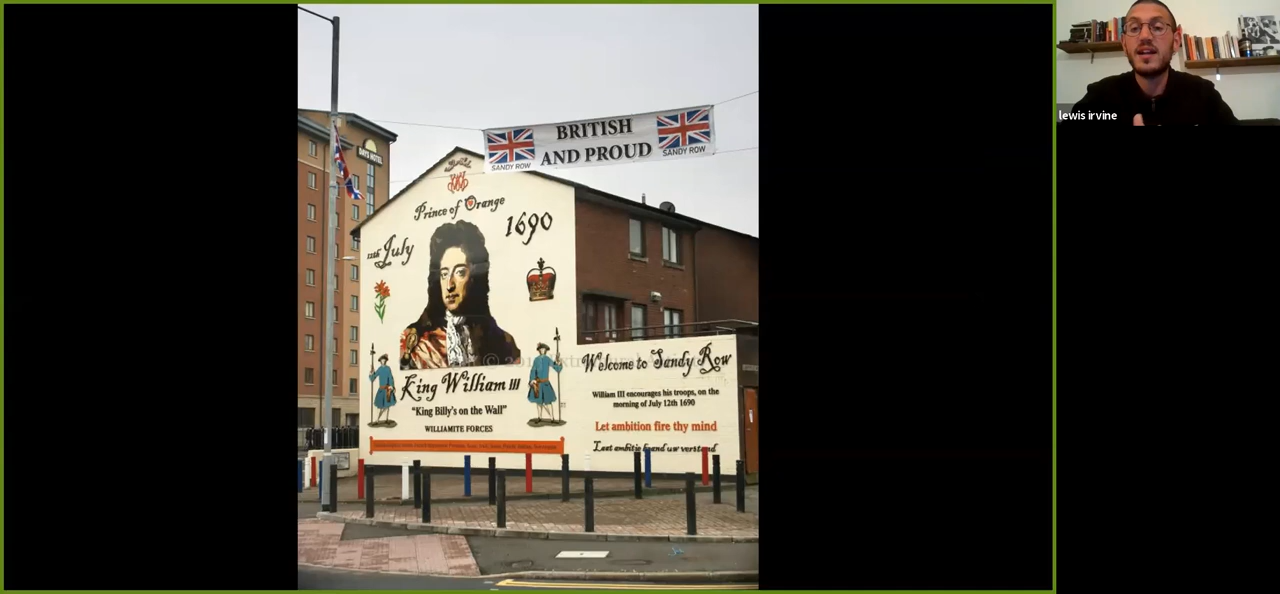 DAYS HOTEL
BRITISH
AND PROUD
SANDY ROW
SANDY ROW
Prince of Orange
1690
12th July
King William III
"King Billy's on the Wall"
WILLIAMITE FORCES
Welcome to Sandy Row
William III encourages his troops, on the
morning of July 12th 1690
Let ambition fire thy mind
lewis irvine